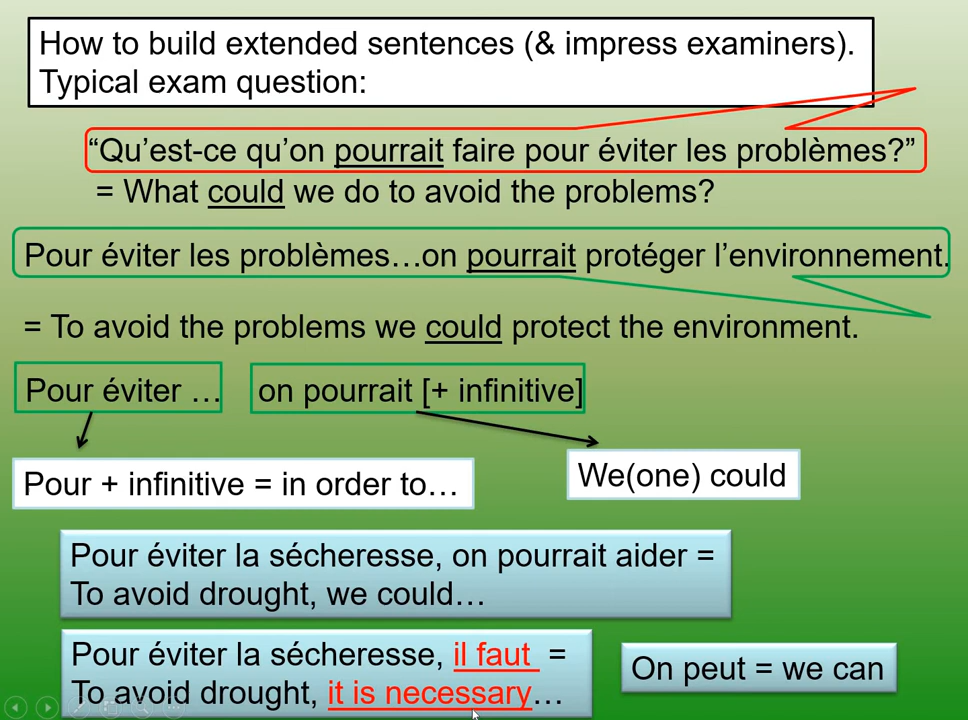 How to build extended sentences (& impress examiners).
Typical exam question:
“Qu’est-ce qu’on pourrait faire pour éviter les problèmes?”
= What could we do to avoid the problems?
Pour éviter les problèmes…on pourrait protéger l’environnement.
= To avoid the problems we could protect the environment.
Pour éviter …
on pourrait [+ infinitive]
Pour + infinitive = in order to…
We(one) could
Pour éviter la sécheresse, on pourrait aider =
To avoid drought, we could…
Pour éviter la sécheresse, il faut =
To avoid drought, it is necessary…
On peut = we can